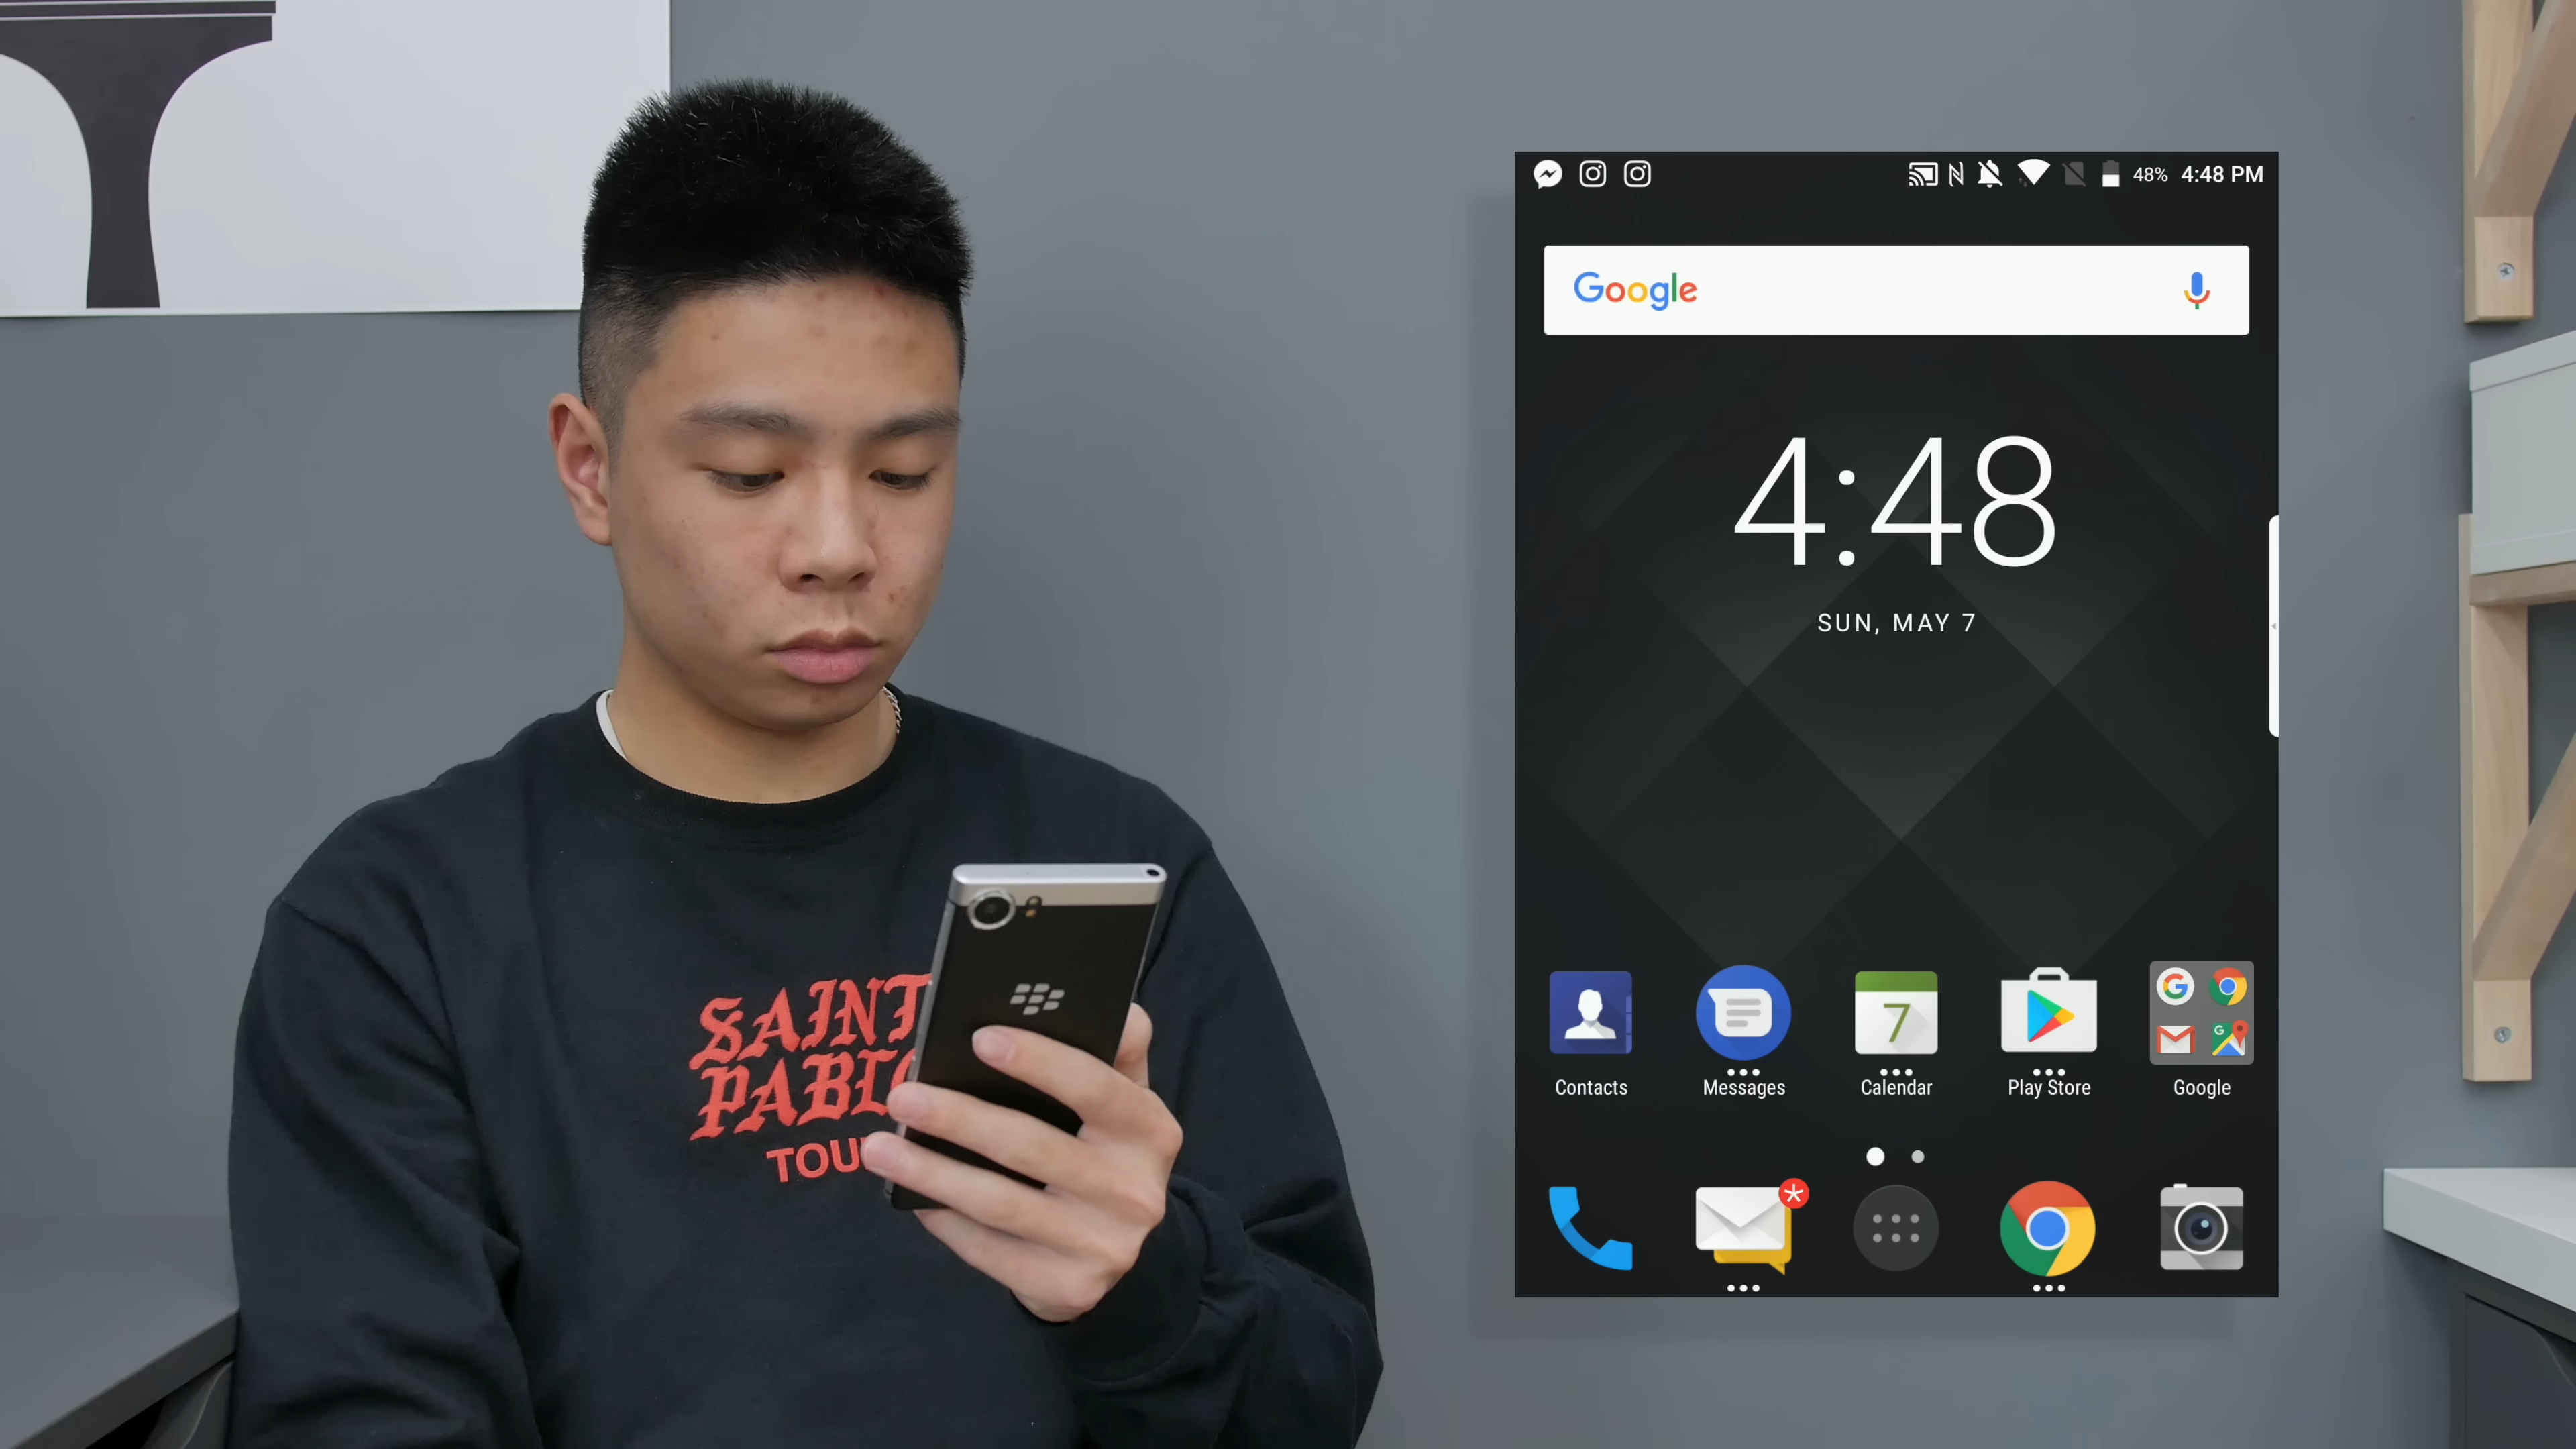 48% 4:48 PM
Google
4:48
SUN, MAY 7
7
Contacts
Messages
Calendar
Play Store
Google
SAINT
PABLO
TOU